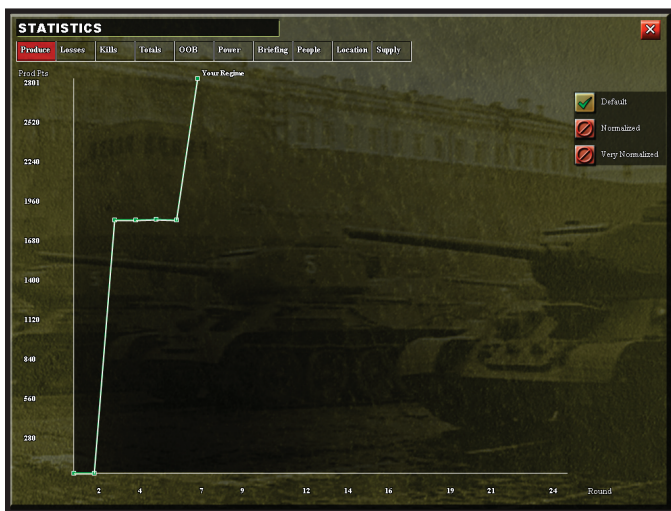 STATISTICS
Produce Losses Kills Totals OOB Power Briefing People Location Supply
Prod Pts
Your Regime
2801
Default
2520
Normalized
2240
Very Normalized
1960
1680
5
5
1400
1120
840
560
280
2 4 7 9 12 14 16 19 21 24 Round